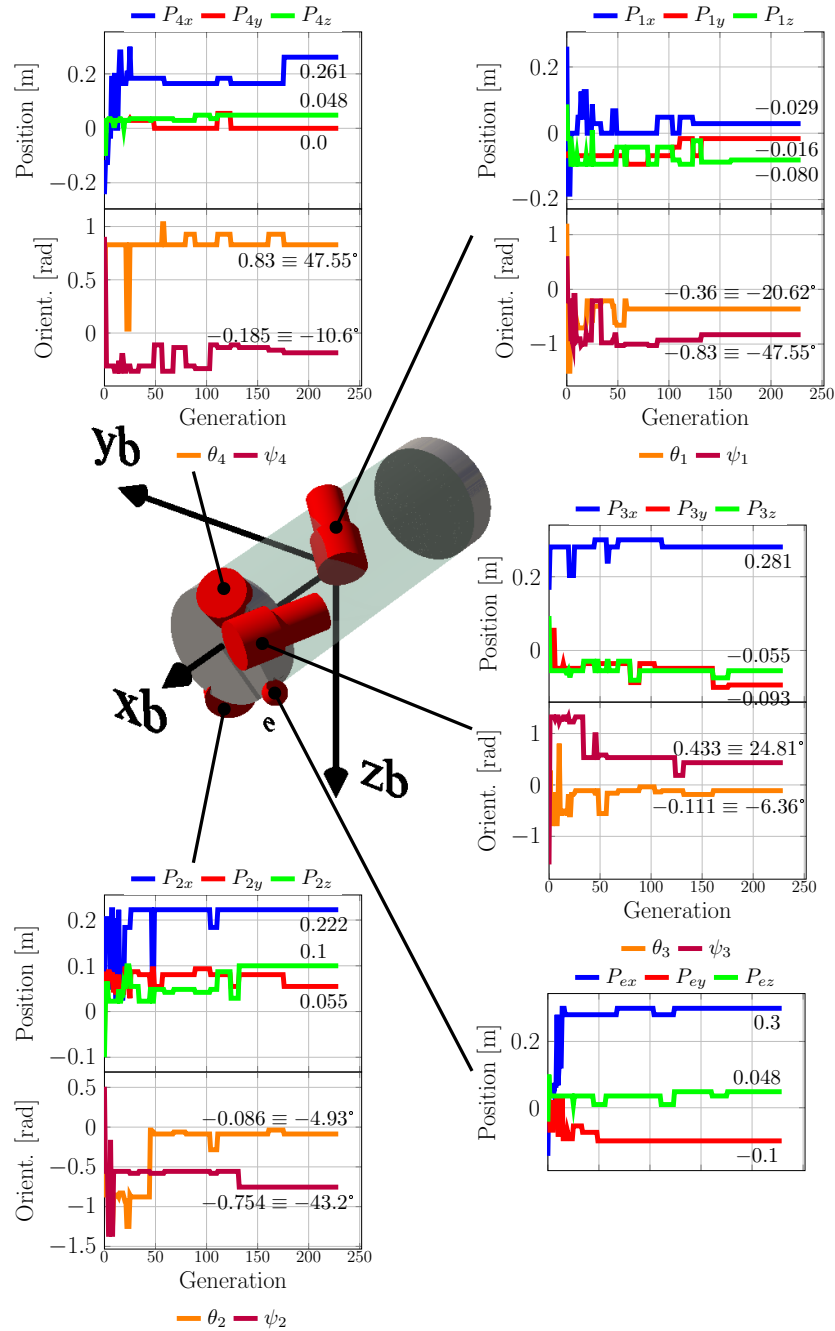 P₄ₓ P₄ᵧ P₄z
Position [m]
0.2
0
−0.2
0.261
0.048
0.0
Orient. [rad]
1
0.5
0
0.83 ≡ 47.55°
−0.185 ≡ −10.6°
0 50 100 150 200 250
Generation
θ₄ ψ₄
P₁ₓ P₁ᵧ P₁z
Position [m]
0.2
0
−0.2
−0.029
−0.016
−0.080
Orient. [rad]
1
0
−1
−0.36 ≡ −20.62°
−0.83 ≡ −47.55°
0 50 100 150 200 250
Generation
θ₁ ψ₁
yb
xb
zb
e
P₃ₓ P₃ᵧ P₃z
Position [m]
0.2
0
0.281
−0.055
−0.093
Orient. [rad]
1
0
−1
0.433 ≡ 24.81°
−0.111 ≡ −6.36°
0 50 100 150 200 250
Generation
θ₃ ψ₃
P₂ₓ P₂ᵧ P₂z
Position [m]
0.2
0.1
0
−0.1
0.222
0.1
0.055
Orient. [rad]
0.5
0
−0.5
−1
−1.5
−0.086 ≡ −4.93°
−0.754 ≡ −43.2°
0 50 100 150 200 250
Generation
θ₂ ψ₂
Pₑₓ Pₑᵧ Pₑz
Position [m]
0.2
0
0.3
0.048
−0.1